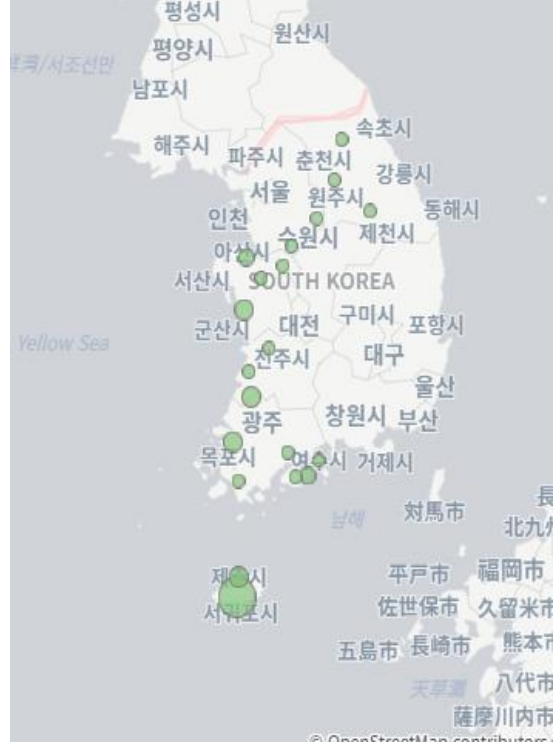 평성시
원산시
평양시
남포시
해주시
속초시
파주시
춘천시
강릉시
서울
원주시
동해시
인천
수원시
제천시
아산시
서산시
SOUTH KOREA
구미시
포항시
군산시
대전
전주시
대구
Yellow Sea
울산
광주
창원시
부산
목포시
여수시
거제시
남해
対馬市
제주시
서귀포시
平戸市
福岡市
佐世保市
久留米市
五島市
長崎市
天草灘
八代市
薩摩川内市
© OpenStreetMap contributors